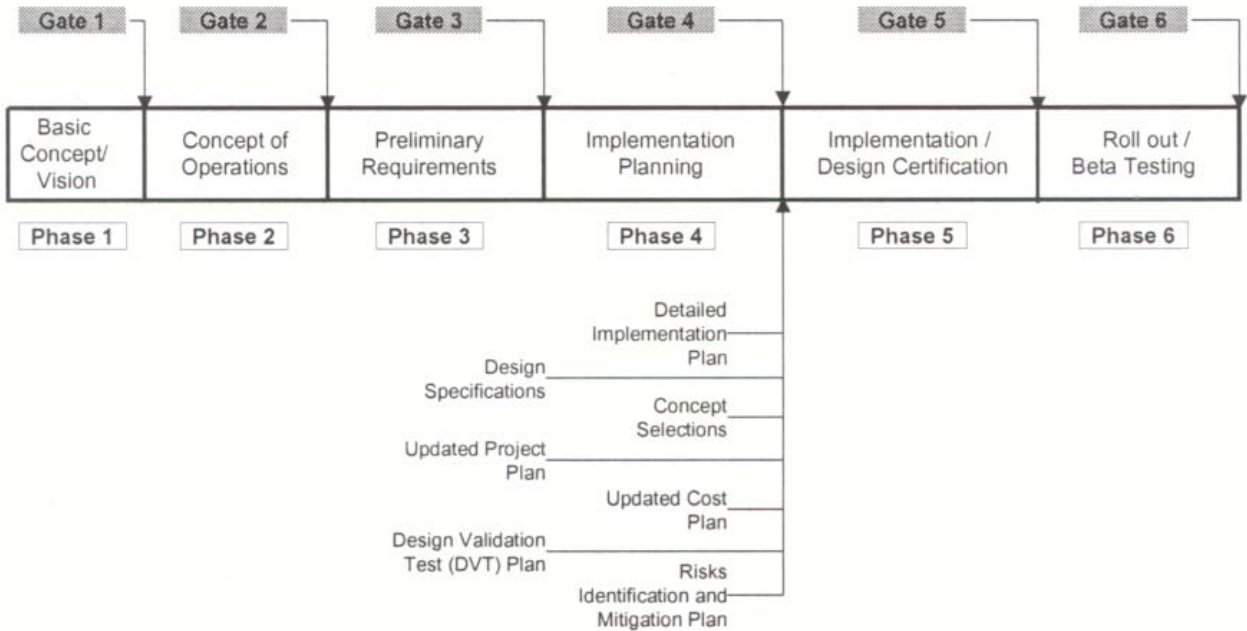 Gate 1
Gate 2
Gate 3
Gate 4
Gate 5
Gate 6
Basic
Concept/
Vision
Concept of
Operations
Preliminary
Requirements
Implementation
Planning
Implementation /
Design Certification
Roll out /
Beta Testing
Phase 1
Phase 2
Phase 3
Phase 4
Phase 5
Phase 6
Detailed
Implementation
Plan
Design
Specifications
Concept
Selections
Updated Project
Plan
Updated Cost
Plan
Design Validation
Test (DVT) Plan
Risks
Identification and
Mitigation Plan